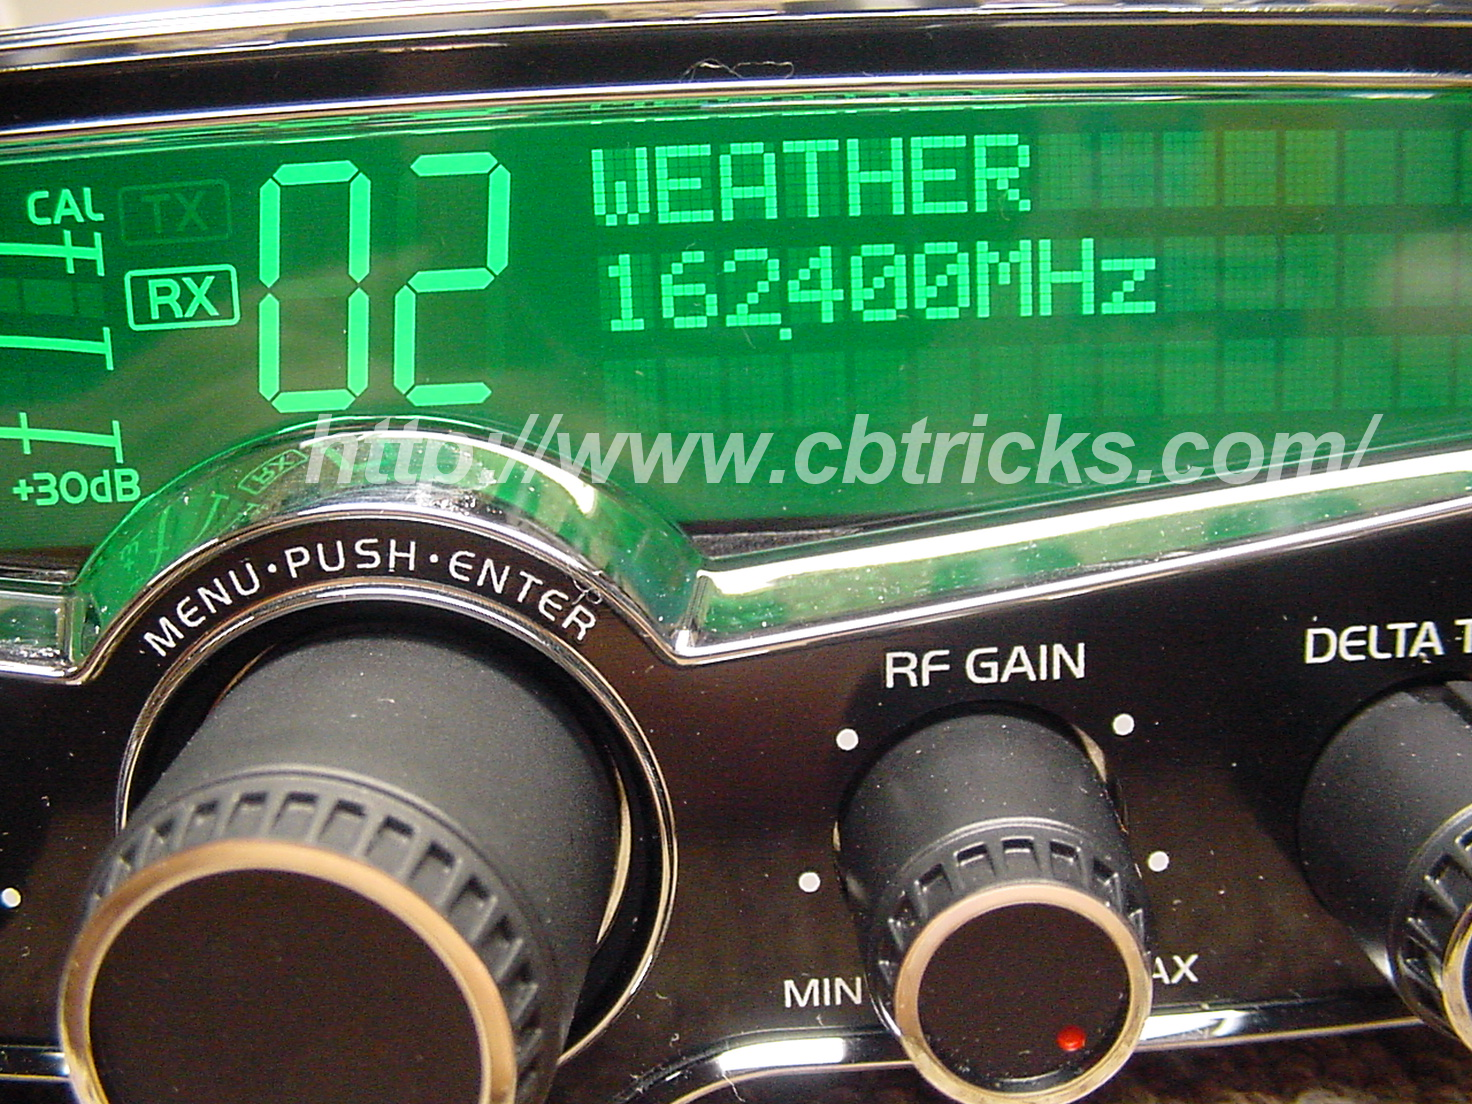 WEATHER
CAL TX 02
RX 162.400MHz
+30dB
http://www.cbtricks.com/
MENU • PUSH • ENTER
RF GAIN
DELTA
MIN